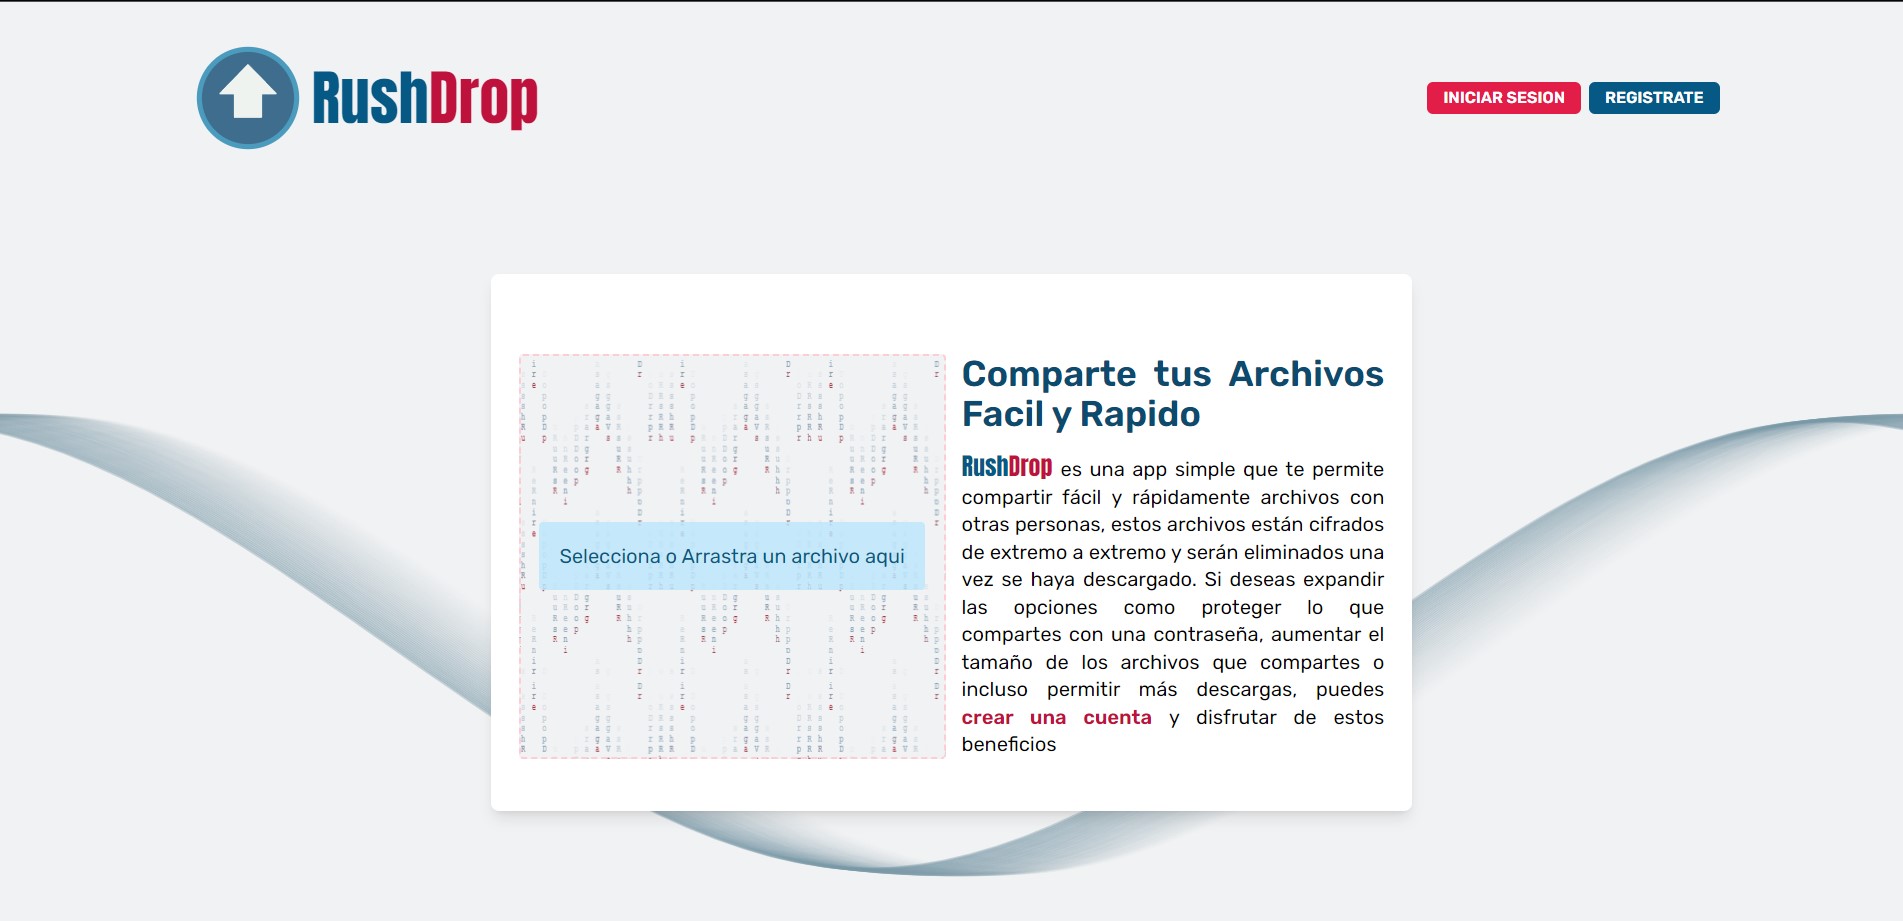 RushDrop
INICIAR SESION
REGISTRATE
Selecciona o Arrastra un archivo aqui
Comparte tus Archivos
Facil y Rapido
RushDrop es una app simple que te permite
compartir fácil y rápidamente archivos con
otras personas, estos archivos están cifrados
de extremo a extremo y serán eliminados una
vez se haya descargado. Si deseas expandir
las opciones como proteger lo que
compartes con una contraseña, aumentar el
tamaño de los archivos que compartes o
incluso permitir más descargas, puedes
crear una cuenta y disfrutar de estos
beneficios